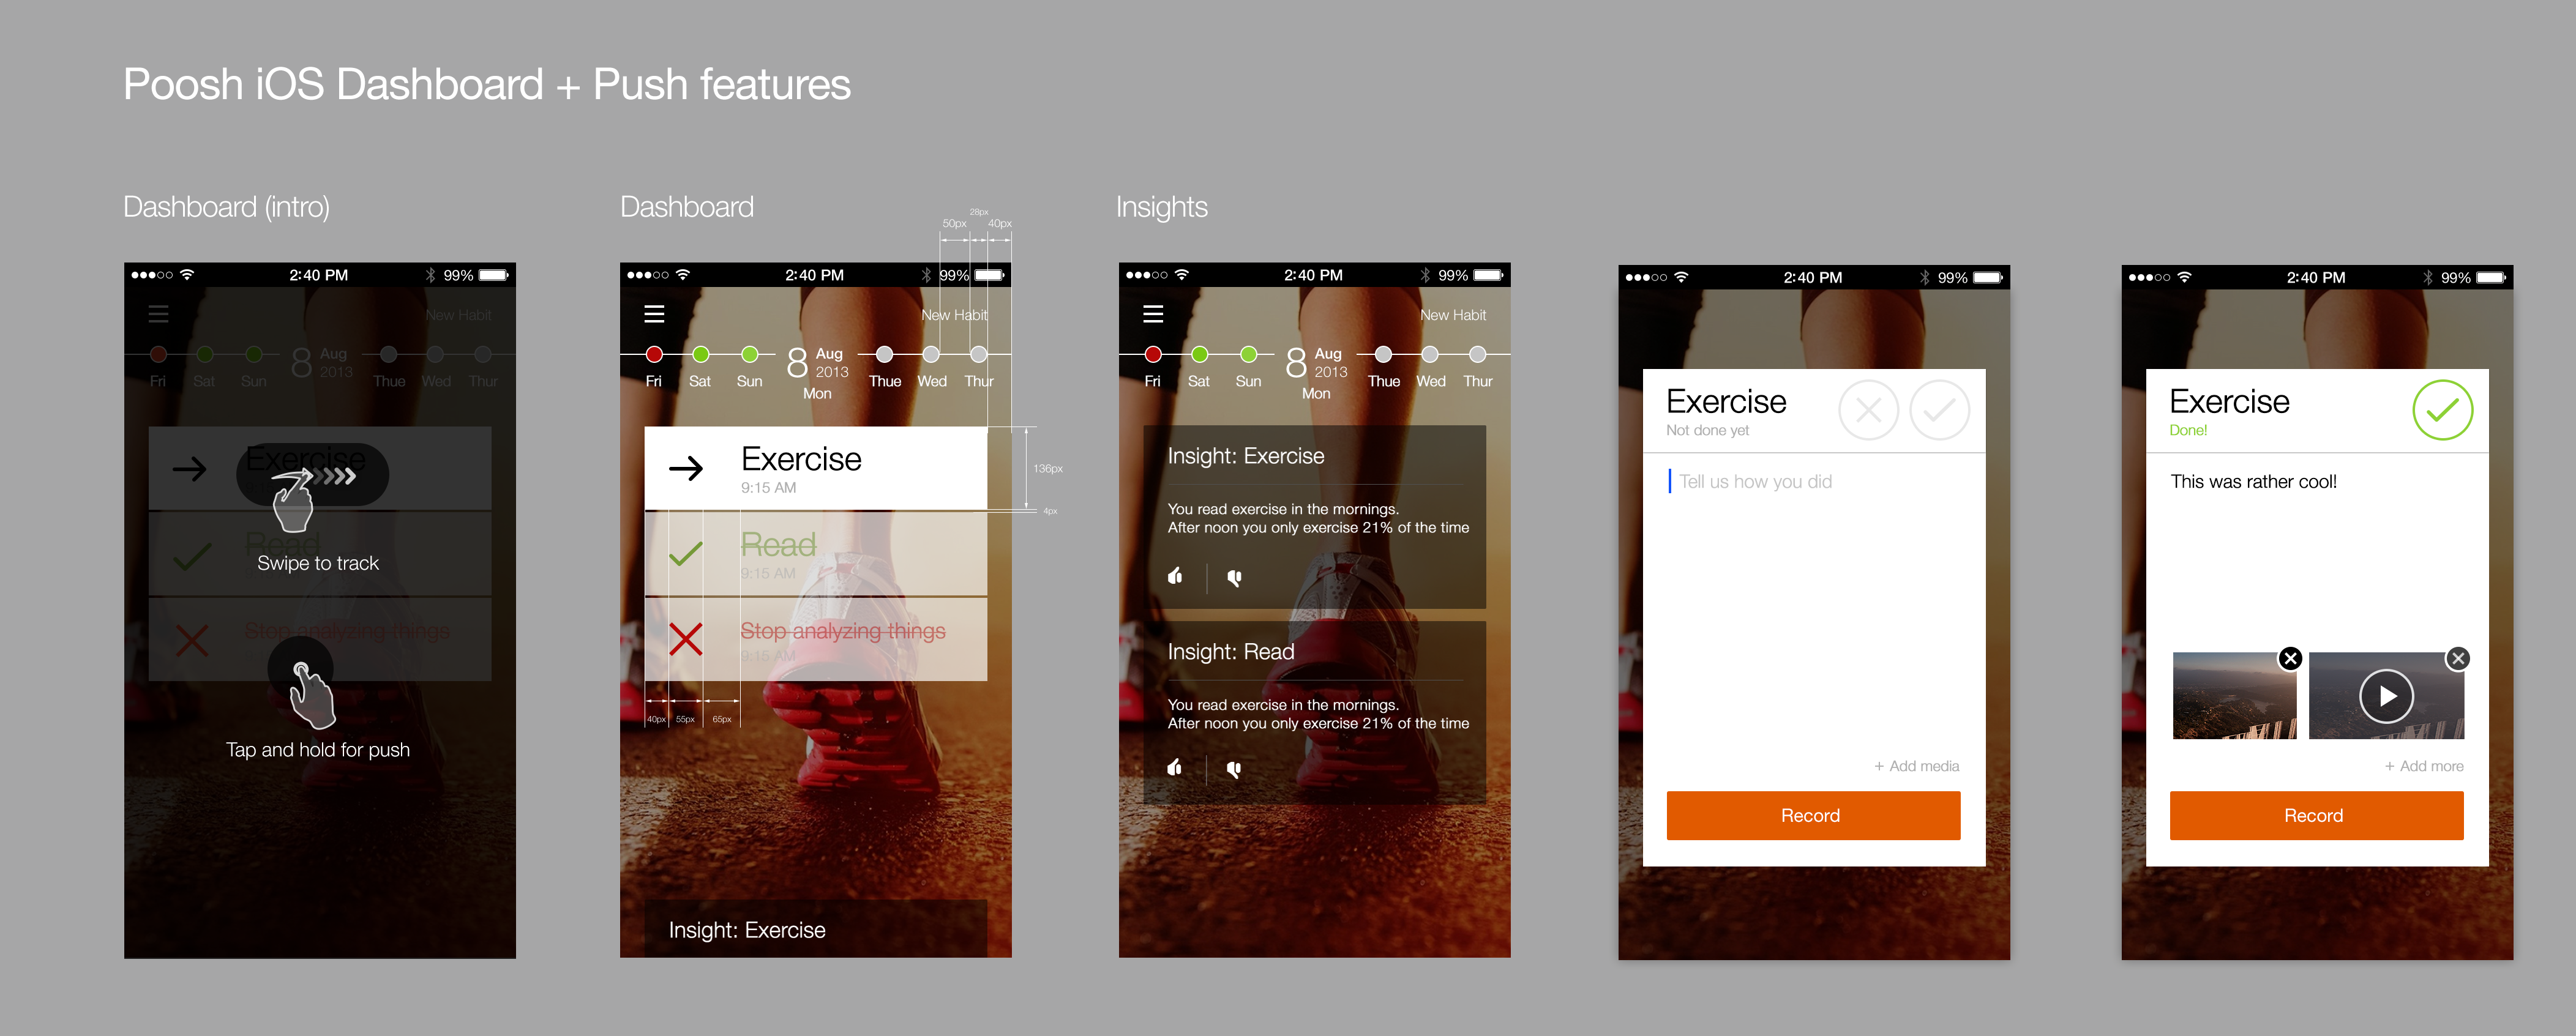 Poosh iOS Dashboard + Push features
Dashboard (intro)
2:40 PM
99%
New Habit
8
Aug
2013
Fri
Sat
Sun
Thue
Wed
Thur
Exercise
Read
Swipe to track
Stop analyzing things
Tap and hold for push
Dashboard
50px
28px
40px
2:40 PM
99%
New Habit
8
Aug
2013
Fri
Sat
Sun
Mon
Thue
Wed
Thur
Exercise
9:15 AM
136px
4px
Read
9:15 AM
Stop analyzing things
9:15 AM
40px
55px
65px
Insight: Exercise
Insights
2:40 PM
99%
New Habit
8
Aug
2013
Fri
Sat
Sun
Mon
Thue
Wed
Thur
Insight: Exercise
You read exercise in the mornings.
After noon you only exercise 21% of the time
Insight: Read
You read exercise in the mornings.
After noon you only exercise 21% of the time
2:40 PM
99%
Exercise
Not done yet
Tell us how you did
+ Add media
Record
2:40 PM
99%
Exercise
Done!
This was rather cool!
+ Add more
Record